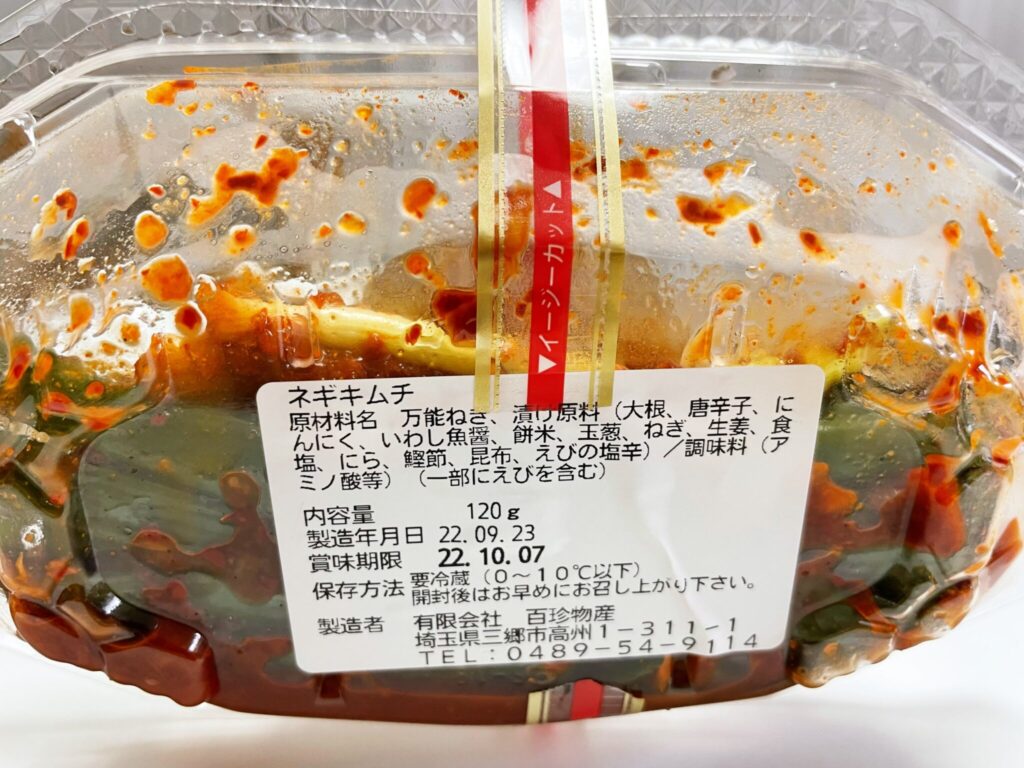 ▼イージーカット▲
ネギキムチ
原材料名 万能ねぎ、漬け原料（大根、唐辛子、に
んにく、いわし魚醤、餅米、玉葱、ねぎ、生姜、食
塩、にら、鰹節、昆布、えびの塩辛）／調味料（ア
ミノ酸等）（一部にえびを含む）
内容量 120g
製造年月日 22.09.23
賞味期限 22.10.07
保存方法 要冷蔵（0～10℃以下）
開封後はお早めにお召し上がり下さい。
製造者 有限会社 百珍物産
埼玉県三郷市高州1-311-1
TEL：0489-54-9114